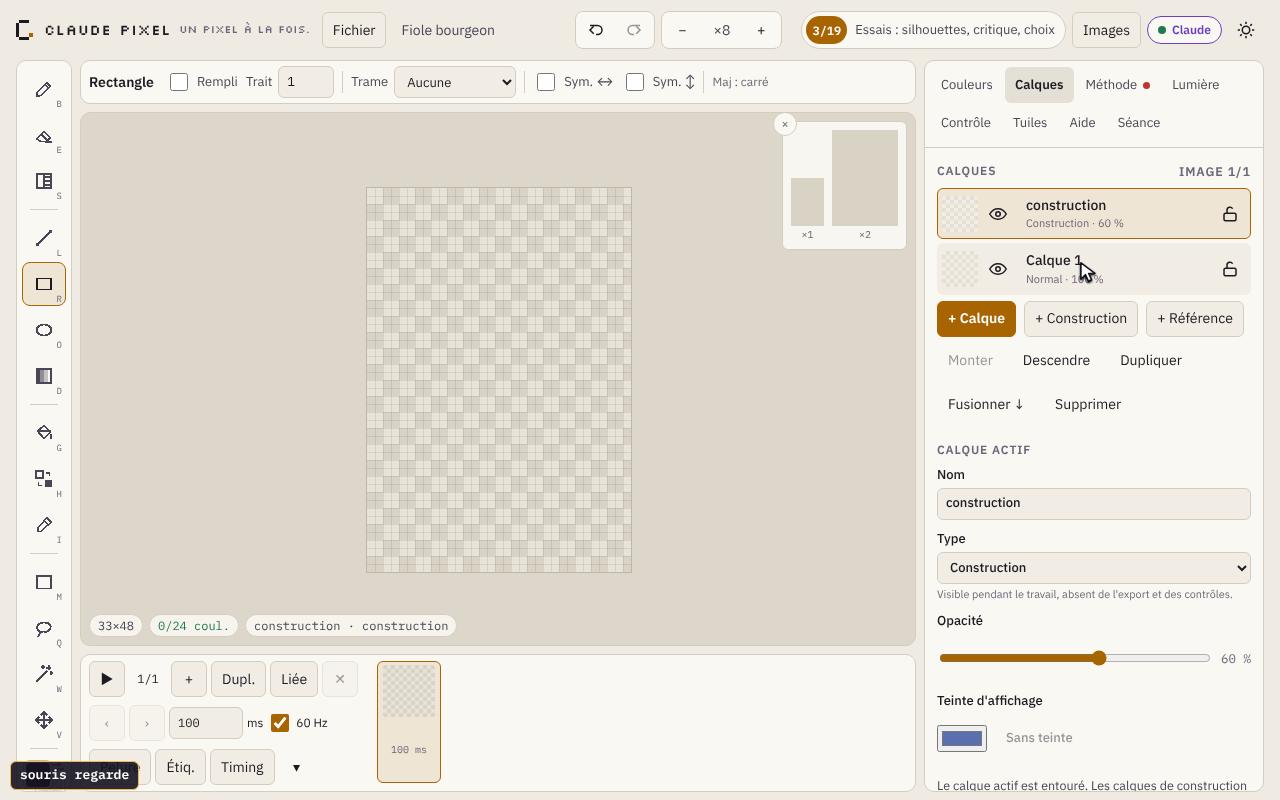 CLAUDE PIXEL UN PIXEL À LA FOIS. Fichier Fiole bourgeon − ×8 + 3/19 Essais : silhouettes, critique, choix Images Claude
Rectangle Rempli Trait 1 Trame Aucune Sym. Sym. Maj : carré
B
E
S
L
R
O
D
G
H
I
M
Q
W
V
×1 ×2
33×48 0/24 coul. construction · construction
1/1 + Dupl. Liée ×
‹ › 100 ms 60 Hz
Étiq. Timing
100 ms
souris regarde
Couleurs Calques Méthode Lumière
Contrôle Tuiles Aide Séance
CALQUES IMAGE 1/1
construction
Construction · 60 %
Calque 1
Normal · %
+ Calque + Construction + Référence
Monter Descendre Dupliquer
Fusionner ↓ Supprimer
CALQUE ACTIF
Nom
construction
Type
Construction
Visible pendant le travail, absent de l'export et des contrôles.
Opacité
60 %
Teinte d'affichage
Sans teinte
Le calque actif est entouré. Les calques de construction